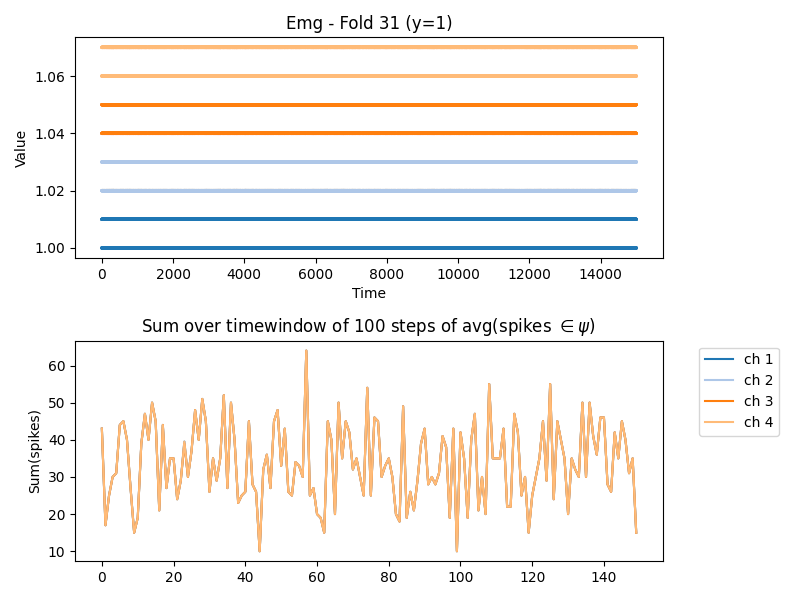 Emg - Fold 31 (y=1)
Value
1.06
1.04
1.02
1.00
0 2000 4000 6000 8000 10000 12000 14000
Time
Sum over timewindow of 100 steps of avg(spikes ∈ ψ)
Sum(spikes)
60
50
40
30
20
10
0 20 40 60 80 100 120 140
ch 1
ch 2
ch 3
ch 4